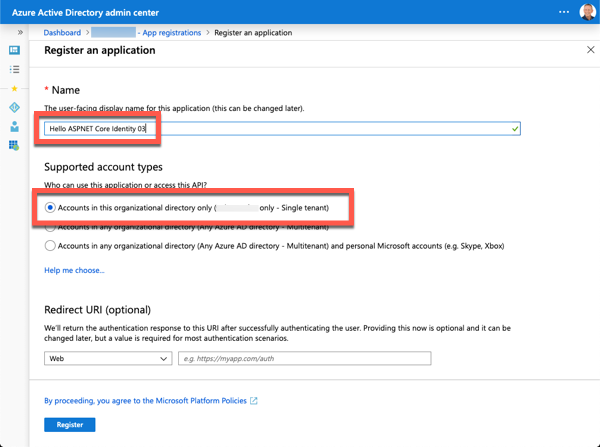 Azure Active Directory admin center
Dashboard > - App registrations > Register an application
Register an application
* Name
The user-facing display name for this application (this can be changed later).
Hello ASPNET Core Identity 03
Supported account types
Who can use this application or access this API?
Accounts in this organizational directory only ( only - Single tenant)
Accounts in any organizational directory (Any Azure AD directory - Multitenant)
Accounts in any organizational directory (Any Azure AD directory - Multitenant) and personal Microsoft accounts (e.g. Skype, Xbox)
Help me choose...
Redirect URI (optional)
We'll return the authentication response to this URI after successfully authenticating the user. Providing this now is optional and it can be
changed later, but a value is required for most authentication scenarios.
Web
e.g. https://myapp.com/auth
By proceeding, you agree to the Microsoft Platform Policies
Register